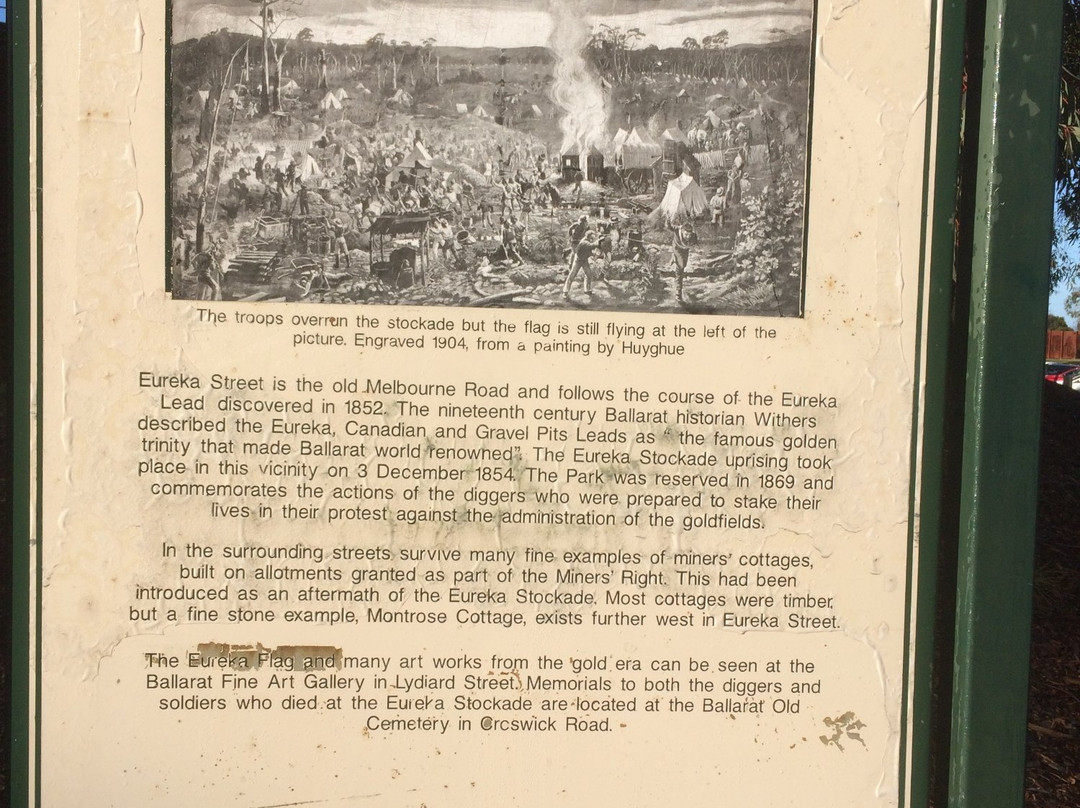 The troops overrun the stockade but the flag is still flying at the left of the
picture. Engraved 1904, from a painting by Huyghue
Eureka Street is the old Melbourne Road and follows the course of the Eureka
Lead discovered in 1852. The nineteenth century Ballarat historian Withers
described the Eureka, Canadian and Gravel Pits Leads as “ the famous golden
trinity that made Ballarat world renowned”. The Eureka Stockade uprising took
place in this vicinity on 3 December 1854. The Park was reserved in 1869 and
commemorates the actions of the diggers who were prepared to stake their
lives in their protest against the administration of the goldfields.
In the surrounding streets survive many fine examples of miners’ cottages,
built on allotments granted as part of the Miners’ Right. This had been
introduced as an aftermath of the Eureka Stockade. Most cottages were timber,
but a fine stone example, Montrose Cottage, exists further west in Eureka Street.
The Eureka Flag and many art works from the gold era can be seen at the
Ballarat Fine Art Gallery in Lydiard Street. Memorials to both the diggers and
soldiers who died at the Eureka Stockade are located at the Ballarat Old
Cemetery in Creswick Road.